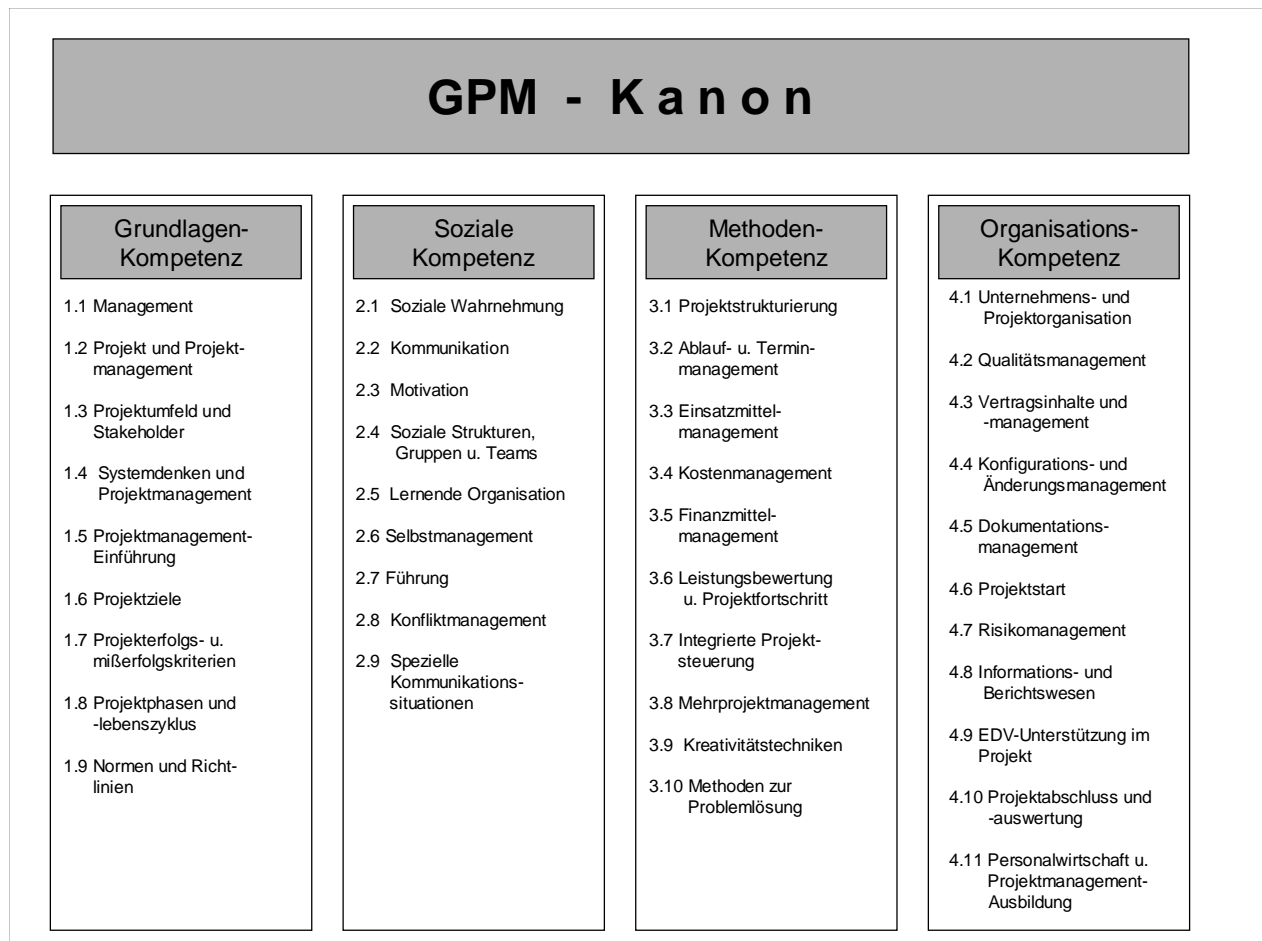 GPM - Kanon
Grundlagen-
Kompetenz
1.1 Management
1.2 Projekt und Projekt-
management
1.3 Projektumfeld und
Stakeholder
1.4 Systemdenken und
Projektmanagement
1.5 Projektmanagement-
Einführung
1.6 Projektziele
1.7 Projekterfolgs- u.
mißerfolgskriterien
1.8 Projektphasen und
-lebenszyklus
1.9 Normen und Richt-
linien
Soziale
Kompetenz
2.1 Soziale Wahrnehmung
2.2 Kommunikation
2.3 Motivation
2.4 Soziale Strukturen,
Gruppen u. Teams
2.5 Lernende Organisation
2.6 Selbstmanagement
2.7 Führung
2.8 Konfliktmanagement
2.9 Spezielle
Kommunikations-
situationen
Methoden-
Kompetenz
3.1 Projektstrukturierung
3.2 Ablauf- u. Termin-
management
3.3 Einsatzmittel-
management
3.4 Kostenmanagement
3.5 Finanzmittel-
management
3.6 Leistungsbewertung
u. Projektfortschritt
3.7 Integrierte Projekt-
steuerung
3.8 Mehrprojektmanagement
3.9 Kreativitätstechniken
3.10 Methoden zur
Problemlösung
Organisations-
Kompetenz
4.1 Unternehmens- und
Projektorganisation
4.2 Qualitätsmanagement
4.3 Vertragsinhalte und
-management
4.4 Konfigurations- und
Änderungsmanagement
4.5 Dokumentations-
management
4.6 Projektstart
4.7 Risikomanagement
4.8 Informations- und
Berichtswesen
4.9 EDV-Unterstützung im
Projekt
4.10 Projektabschluss und
-auswertung
4.11 Personalwirtschaft u.
Projektmanagement-
Ausbildung